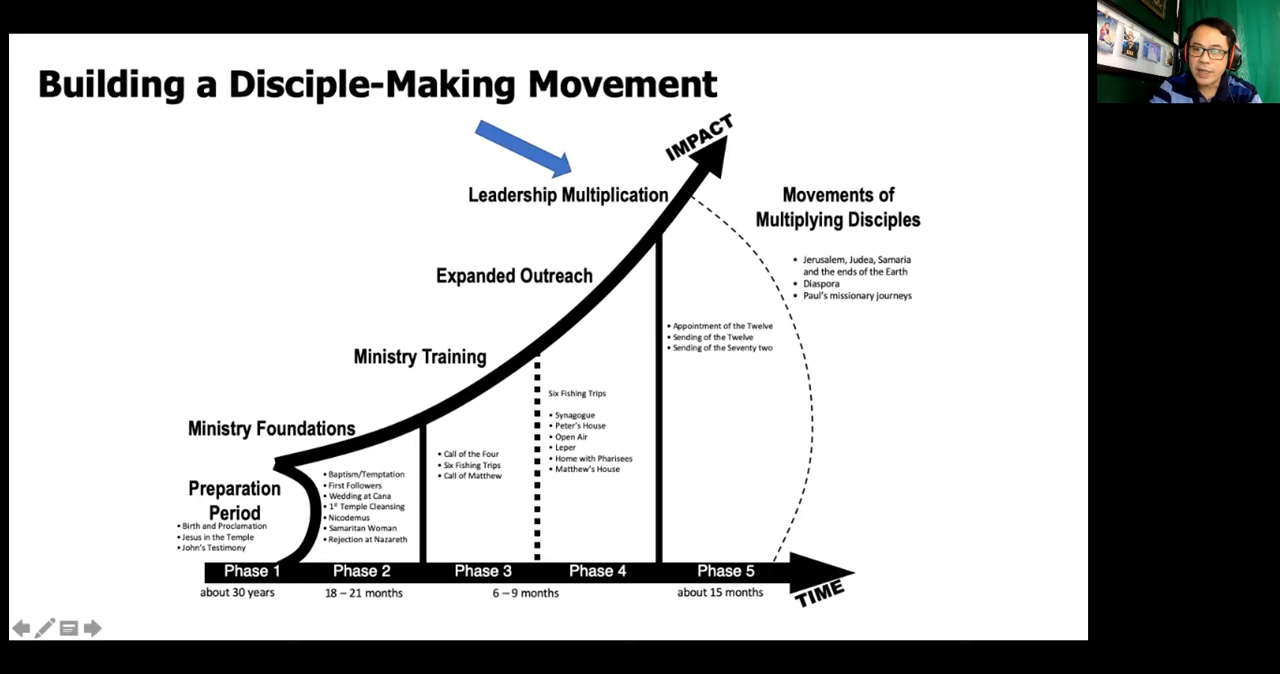 Building a Disciple-Making Movement
IMPACT
Leadership Multiplication
Movements of
Multiplying Disciples
• Jerusalem, Judea, Samaria
and the ends of the Earth
• Diaspora
• Paul's missionary journeys
Expanded Outreach
• Appointment of the Twelve
• Sending of the Twelve
• Sending of the Seventy two
Ministry Training
Six Fishing Trips
• Synagogue
• Peter's House
• Open Air
• Leper
• Home with Pharisees
• Matthew's House
Ministry Foundations
• Call of the Four
• Six Fishing Trips
• Call of Matthew
• Baptism/Temptation
• First Followers
• Wedding at Cana
• 1st Temple Cleansing
• Nicodemus
• Samaritan Woman
• Rejection at Nazareth
Preparation
Period
• Birth and Proclamation
• Jesus in the Temple
• John's Testimony
Phase 1 Phase 2 Phase 3 Phase 4 Phase 5
TIME
about 30 years 18 – 21 months 6 – 9 months about 15 months